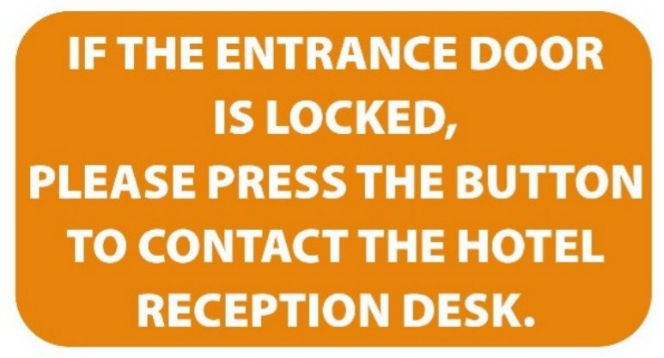 IF THE ENTRANCE DOOR
IS LOCKED,
PLEASE PRESS THE BUTTON
TO CONTACT THE HOTEL
RECEPTION DESK.